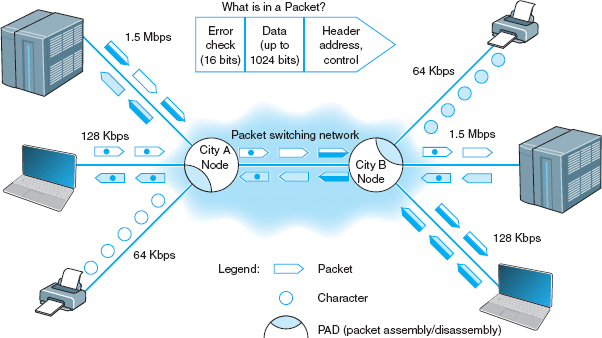 What is in a Packet?
Error
check
(16 bits)
Data
(up to
1024 bits)
Header
address,
control
1.5 Mbps
64 Kbps
128 Kbps
Packet switching network
1.5 Mbps
City A
Node
City B
Node
64 Kbps
128 Kbps
Legend:
Packet
Character
PAD (packet assembly/disassembly)